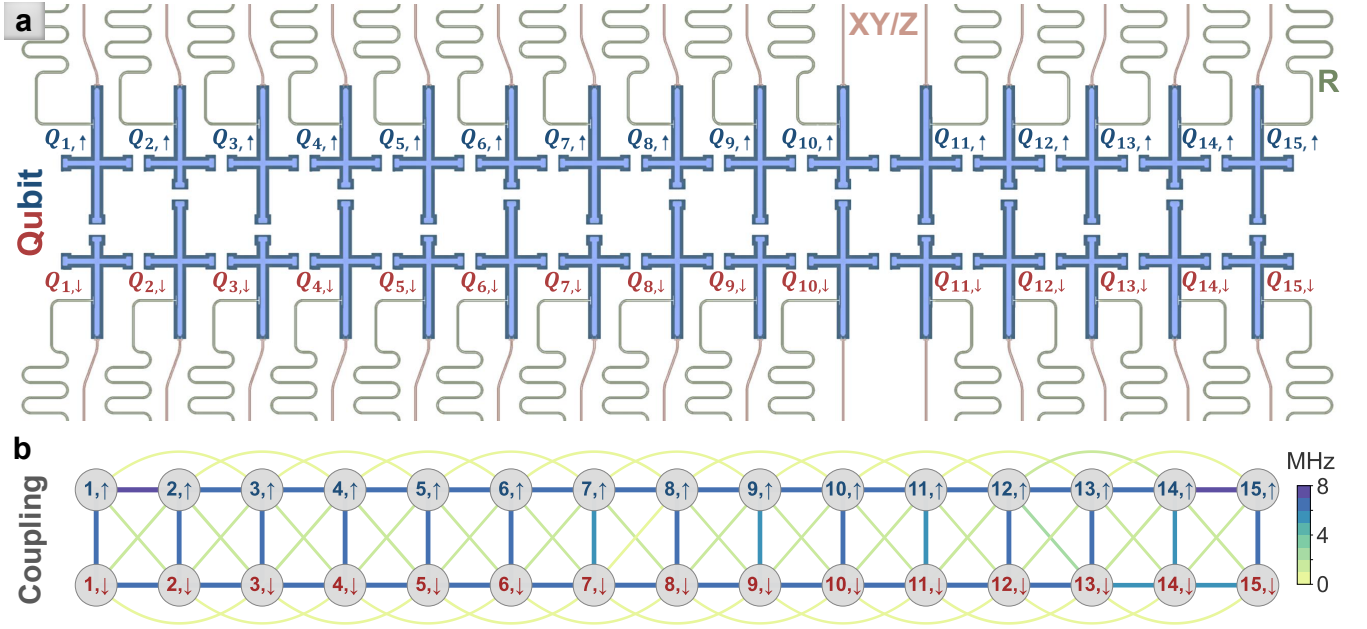 a
XY/Z
R
Q1,↑ Q2,↑ Q3,↑ Q4,↑ Q5,↑ Q6,↑ Q7,↑ Q8,↑ Q9,↑ Q10,↑ Q11,↑ Q12,↑ Q13,↑ Q14,↑ Q15,↑
Qubit
Q1,↓ Q2,↓ Q3,↓ Q4,↓ Q5,↓ Q6,↓ Q7,↓ Q8,↓ Q9,↓ Q10,↓ Q11,↓ Q12,↓ Q13,↓ Q14,↓ Q15,↓
b
Coupling
1,↑ 2,↑ 3,↑ 4,↑ 5,↑ 6,↑ 7,↑ 8,↑ 9,↑ 10,↑ 11,↑ 12,↑ 13,↑ 14,↑ 15,↑
1,↓ 2,↓ 3,↓ 4,↓ 5,↓ 6,↓ 7,↓ 8,↓ 9,↓ 10,↓ 11,↓ 12,↓ 13,↓ 14,↓ 15,↓
MHz
8
4
0